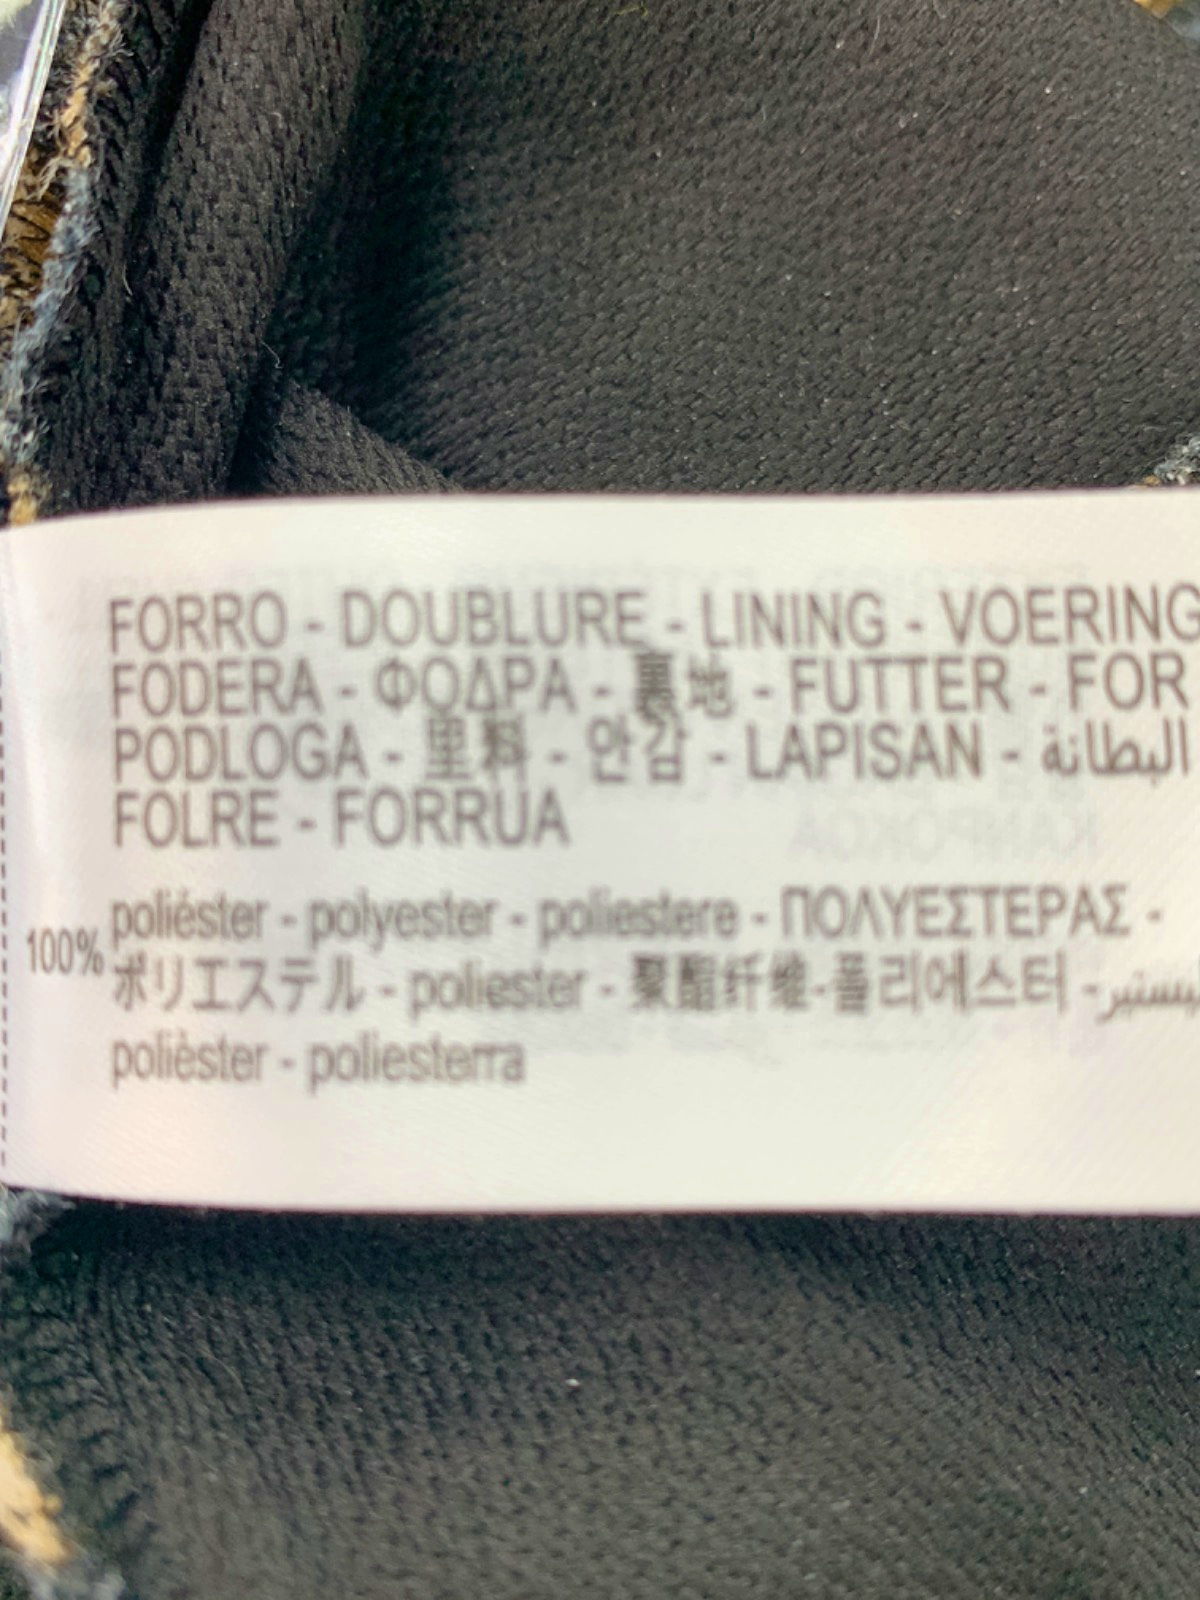 FORRO - DOUBLURE - LINING - VOERING
FODERA - ΦΟΔΡΑ - 裏地 - FUTTER - FOR
PODLOGA - 里料 - 안감 - LAPISAN - البطانة
FOLRE - FORRUA
poliéster - polyester - poliestere - ΠΟΛΥΕΣΤΕΡΑΣ -
100% ポリエステル - poliester - 聚酯纤维-폴리에스터 -
polièster - poliesterra